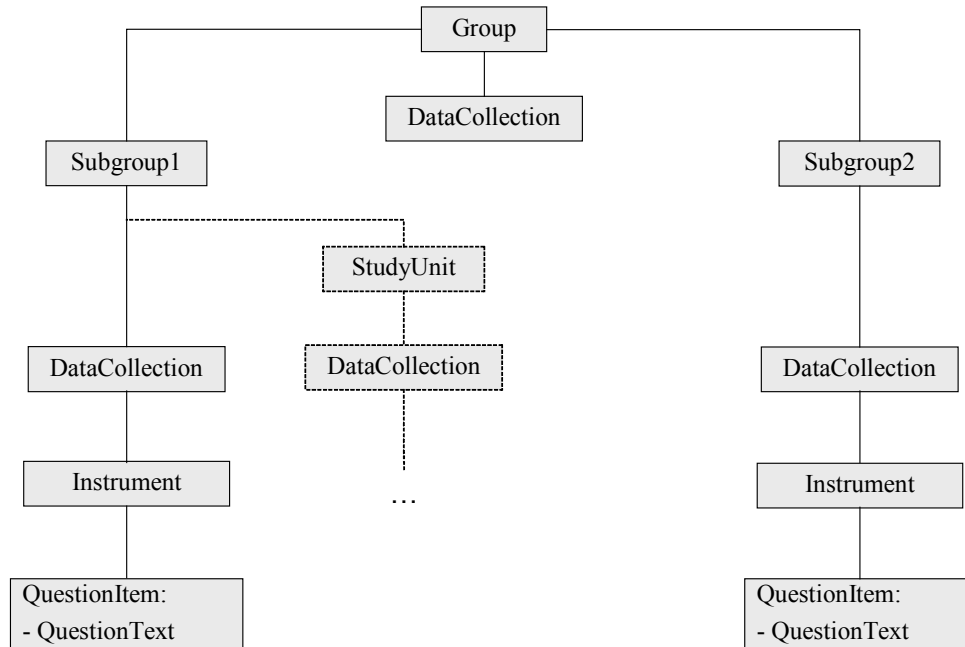 Group
DataCollection
Subgroup1
Subgroup2
StudyUnit
DataCollection
DataCollection
DataCollection
Instrument
Instrument
...
QuestionItem:
- QuestionText
QuestionItem:
- QuestionText